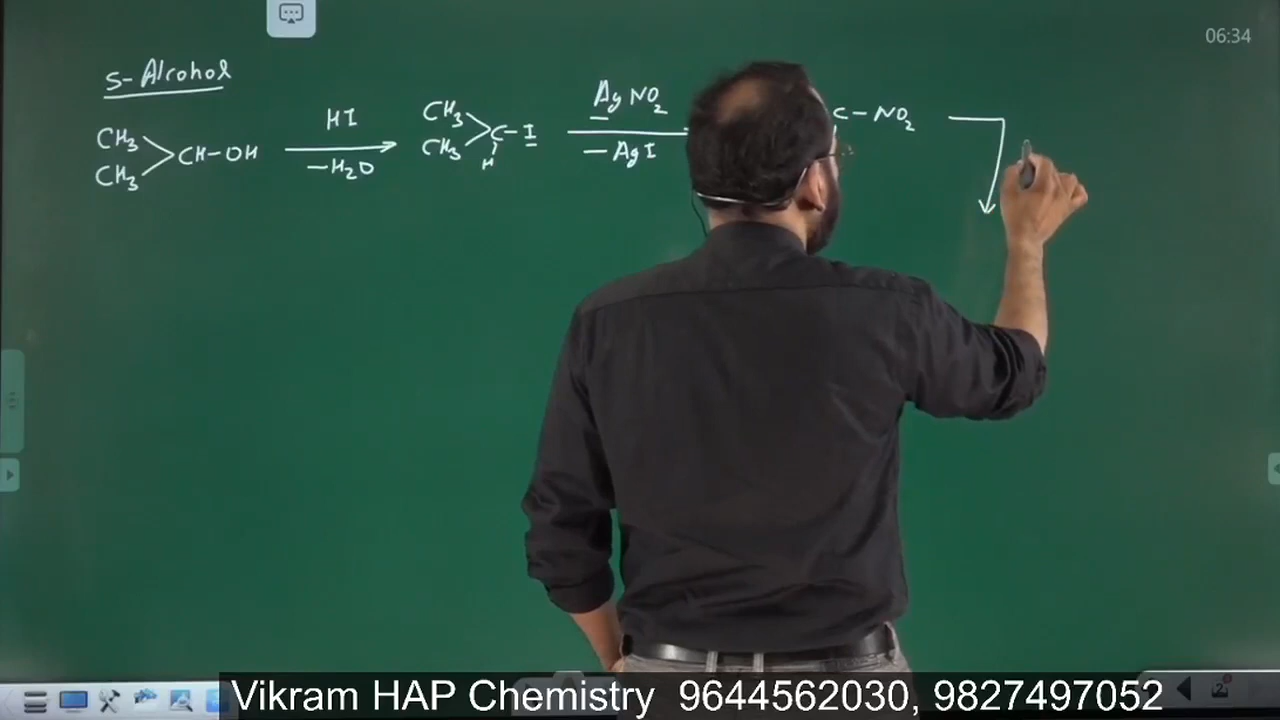 06:34
S-Alcohol
CH3
CH3
CH-OH
HI
-H2O
CH3
CH3
C-I
H
AgNO2
-AgI
C-NO2
Vikram HAP Chemistry 9644562030, 9827497052